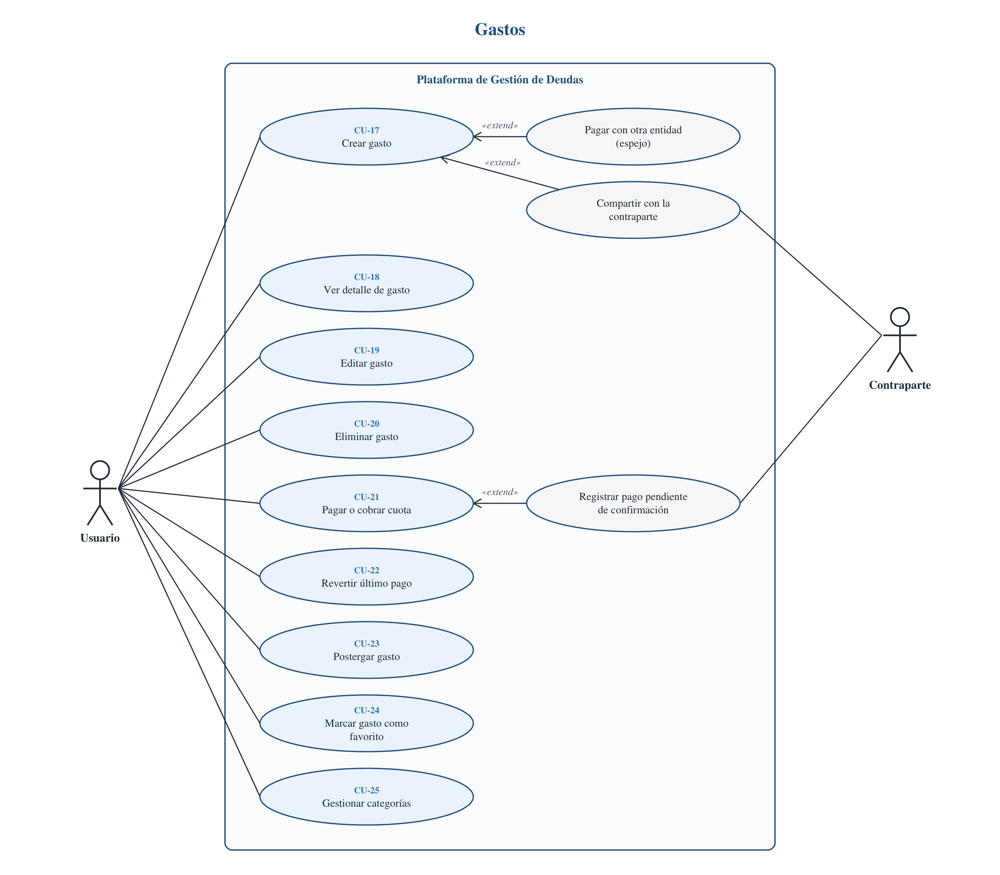 Gastos
Plataforma de Gestión de Deudas
CU-17
Crear gasto
«extend»
Pagar con otra entidad
(espejo)
«extend»
Compartir con la
contraparte
CU-18
Ver detalle de gasto
CU-19
Editar gasto
Contraparte
CU-20
Eliminar gasto
CU-21
Pagar o cobrar cuota
«extend»
Registrar pago pendiente
de confirmación
Usuario
CU-22
Revertir último pago
CU-23
Postergar gasto
CU-24
Marcar gasto como
favorito
CU-25
Gestionar categorías